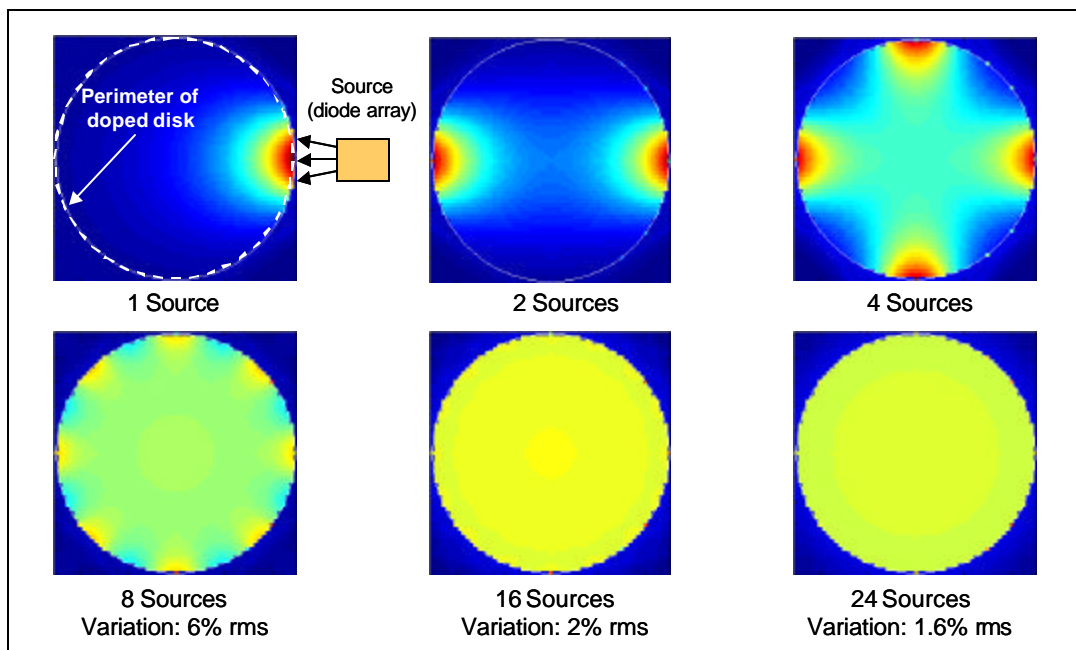 Perimeter of
doped disk
Source
(diode array)
1 Source
2 Sources
4 Sources
8 Sources
Variation: 6% rms
16 Sources
Variation: 2% rms
24 Sources
Variation: 1.6% rms